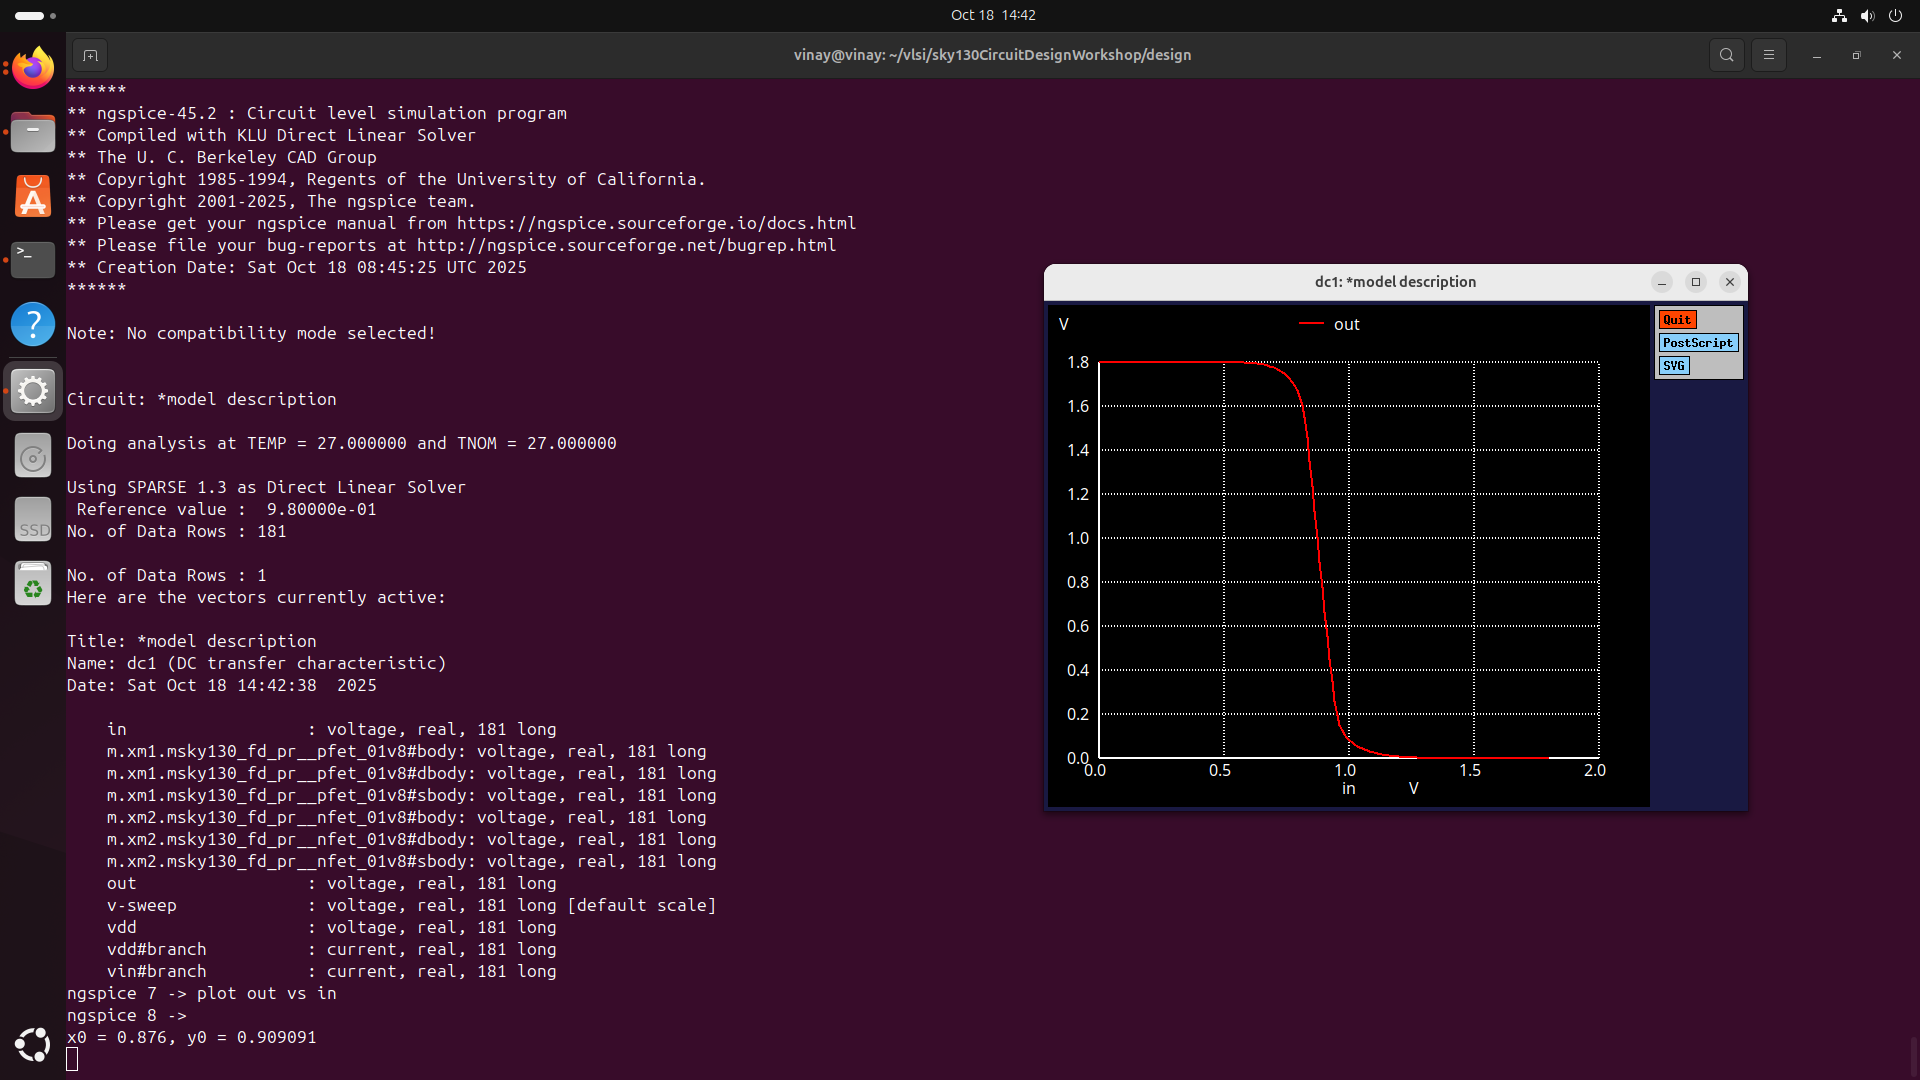 Oct 18 14:42
vinay@vinay: ~/vlsi/sky130CircuitDesignWorkshop/design
******
** ngspice-45.2 : Circuit level simulation program
** Compiled with KLU Direct Linear Solver
** The U. C. Berkeley CAD Group
** Copyright 1985-1994, Regents of the University of California.
** Copyright 2001-2025, The ngspice team.
** Please get your ngspice manual from https://ngspice.sourceforge.io/docs.html
** Please file your bug-reports at http://ngspice.sourceforge.net/bugrep.html
** Creation Date: Sat Oct 18 08:45:25 UTC 2025
******
Note: No compatibility mode selected!
Circuit: *model description
Doing analysis at TEMP = 27.000000 and TNOM = 27.000000
Using SPARSE 1.3 as Direct Linear Solver
 Reference value :  9.80000e-01
No. of Data Rows : 181
No. of Data Rows : 1
Here are the vectors currently active:
Title: *model description
Name: dc1 (DC transfer characteristic)
Date: Sat Oct 18 14:42:38  2025
    in                  : voltage, real, 181 long
    m.xm1.msky130_fd_pr__pfet_01v8#body: voltage, real, 181 long
    m.xm1.msky130_fd_pr__pfet_01v8#dbody: voltage, real, 181 long
    m.xm1.msky130_fd_pr__pfet_01v8#sbody: voltage, real, 181 long
    m.xm2.msky130_fd_pr__nfet_01v8#body: voltage, real, 181 long
    m.xm2.msky130_fd_pr__nfet_01v8#dbody: voltage, real, 181 long
    m.xm2.msky130_fd_pr__nfet_01v8#sbody: voltage, real, 181 long
    out                 : voltage, real, 181 long
    v-sweep             : voltage, real, 181 long [default scale]
    vdd                 : voltage, real, 181 long
    vdd#branch          : current, real, 181 long
    vin#branch          : current, real, 181 long
ngspice 7 -> plot out vs in
ngspice 8 ->
x0 = 0.876, y0 = 0.909091
dc1: *model description
V
out
Quit
PostScript
SVG
1.8
1.6
1.4
1.2
1.0
0.8
0.6
0.4
0.2
0.0
0.0 0.5 1.0 1.5 2.0
in V
>_
?
SSD